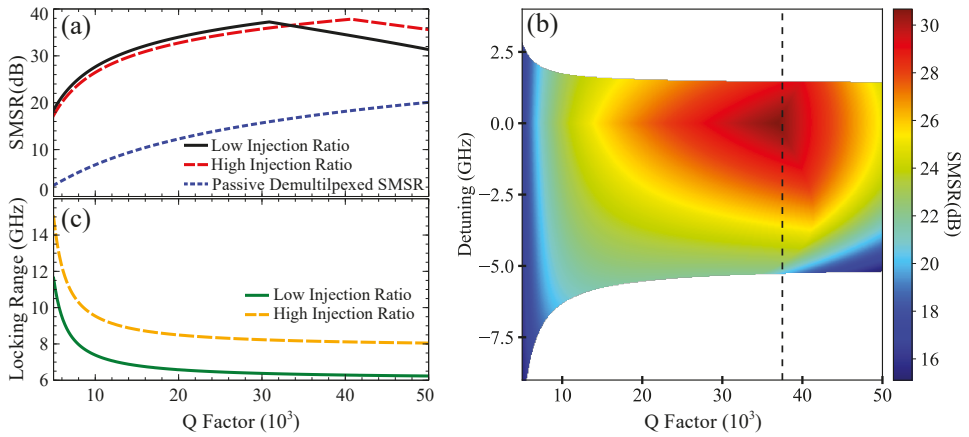 (a)
SMSR(dB)
40
30
20
10
0
Low Injection Ratio
High Injection Ratio
Passive Demultilpexed SMSR
(c)
Locking Range (GHz)
14
12
10
8
6
Low Injection Ratio
High Injection Ratio
10 20 30 40 50
Q Factor (10³)
(b)
Detuning (GHz)
0.0
−2.5
−5.0
−7.5
10 20 30 40 50
Q Factor (10³)
30
28
26
24
22
20
18
16
SMSR(dB)